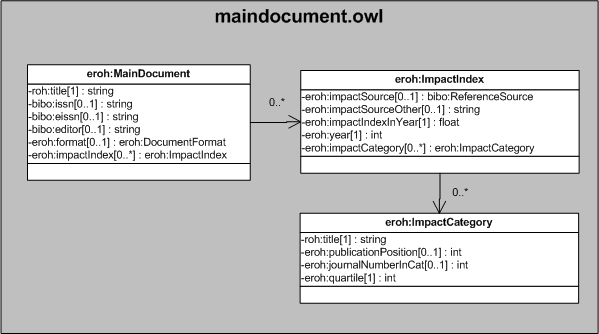 maindocument.owl
eroh:MainDocument
-roh:title[1] : string
-bibo:issn[0..1] : string
-bibo:eissn[0..1] : string
-bibo:editor[0..1] : string
-eroh:format[0..1] : eroh:DocumentFormat
-eroh:impactIndex[0..*] : eroh:ImpactIndex
0..*
eroh:ImpactIndex
-eroh:impactSource[0..1] : bibo:ReferenceSource
-eroh:impactSourceOther[0..1] : string
-eroh:impactIndexInYear[1] : float
-eroh:year[1] : int
-eroh:impactCategory[0..*] : eroh:ImpactCategory
0..*
eroh:ImpactCategory
-roh:title[1] : string
-eroh:publicationPosition[0..1] : int
-eroh:journalNumberInCat[0..1] : int
-eroh:quartile[1] : int